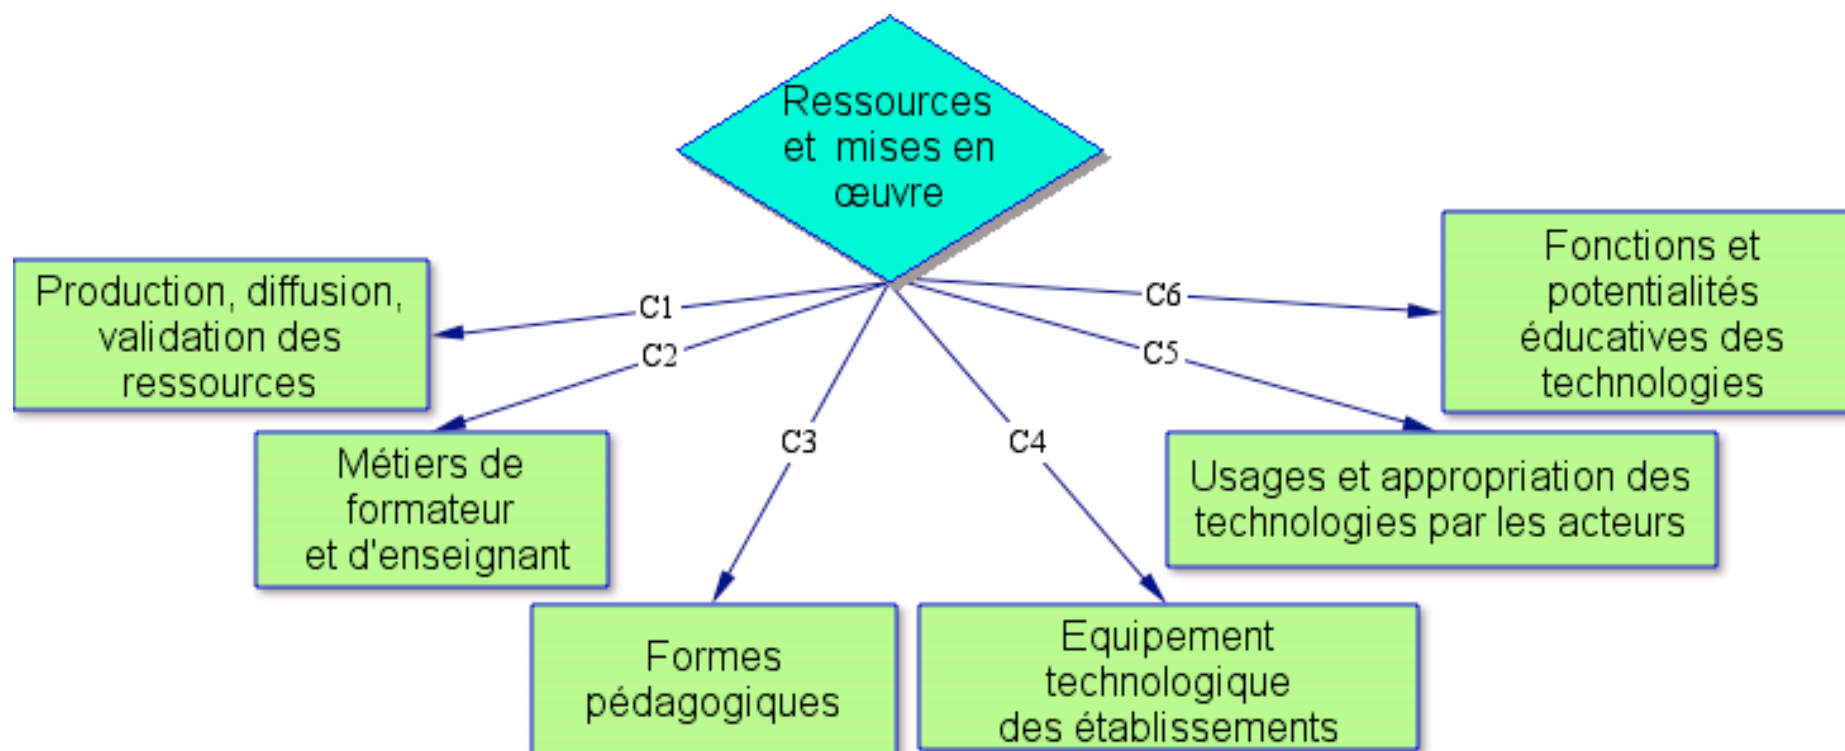 Ressources
et mises en
œuvre
Production, diffusion,
validation des
ressources
C1
C2
C3
C4
C5
C6
Fonctions et
potentialités
éducatives des
technologies
Métiers de
formateur
et d'enseignant
Usages et appropriation des
technologies par les acteurs
Formes
pédagogiques
Equipement
technologique
des établissements